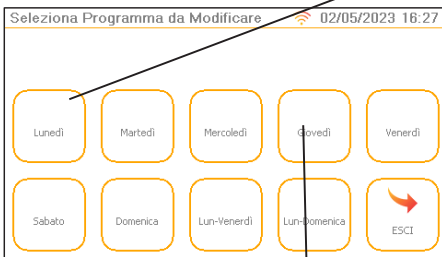 Seleziona Programma da Modificare 02/05/2023 16:27
Lunedì Martedì Mercoledì Giovedì Venerdì
Sabato Domenica Lun-Venerdì Lun-Domenica ESCI